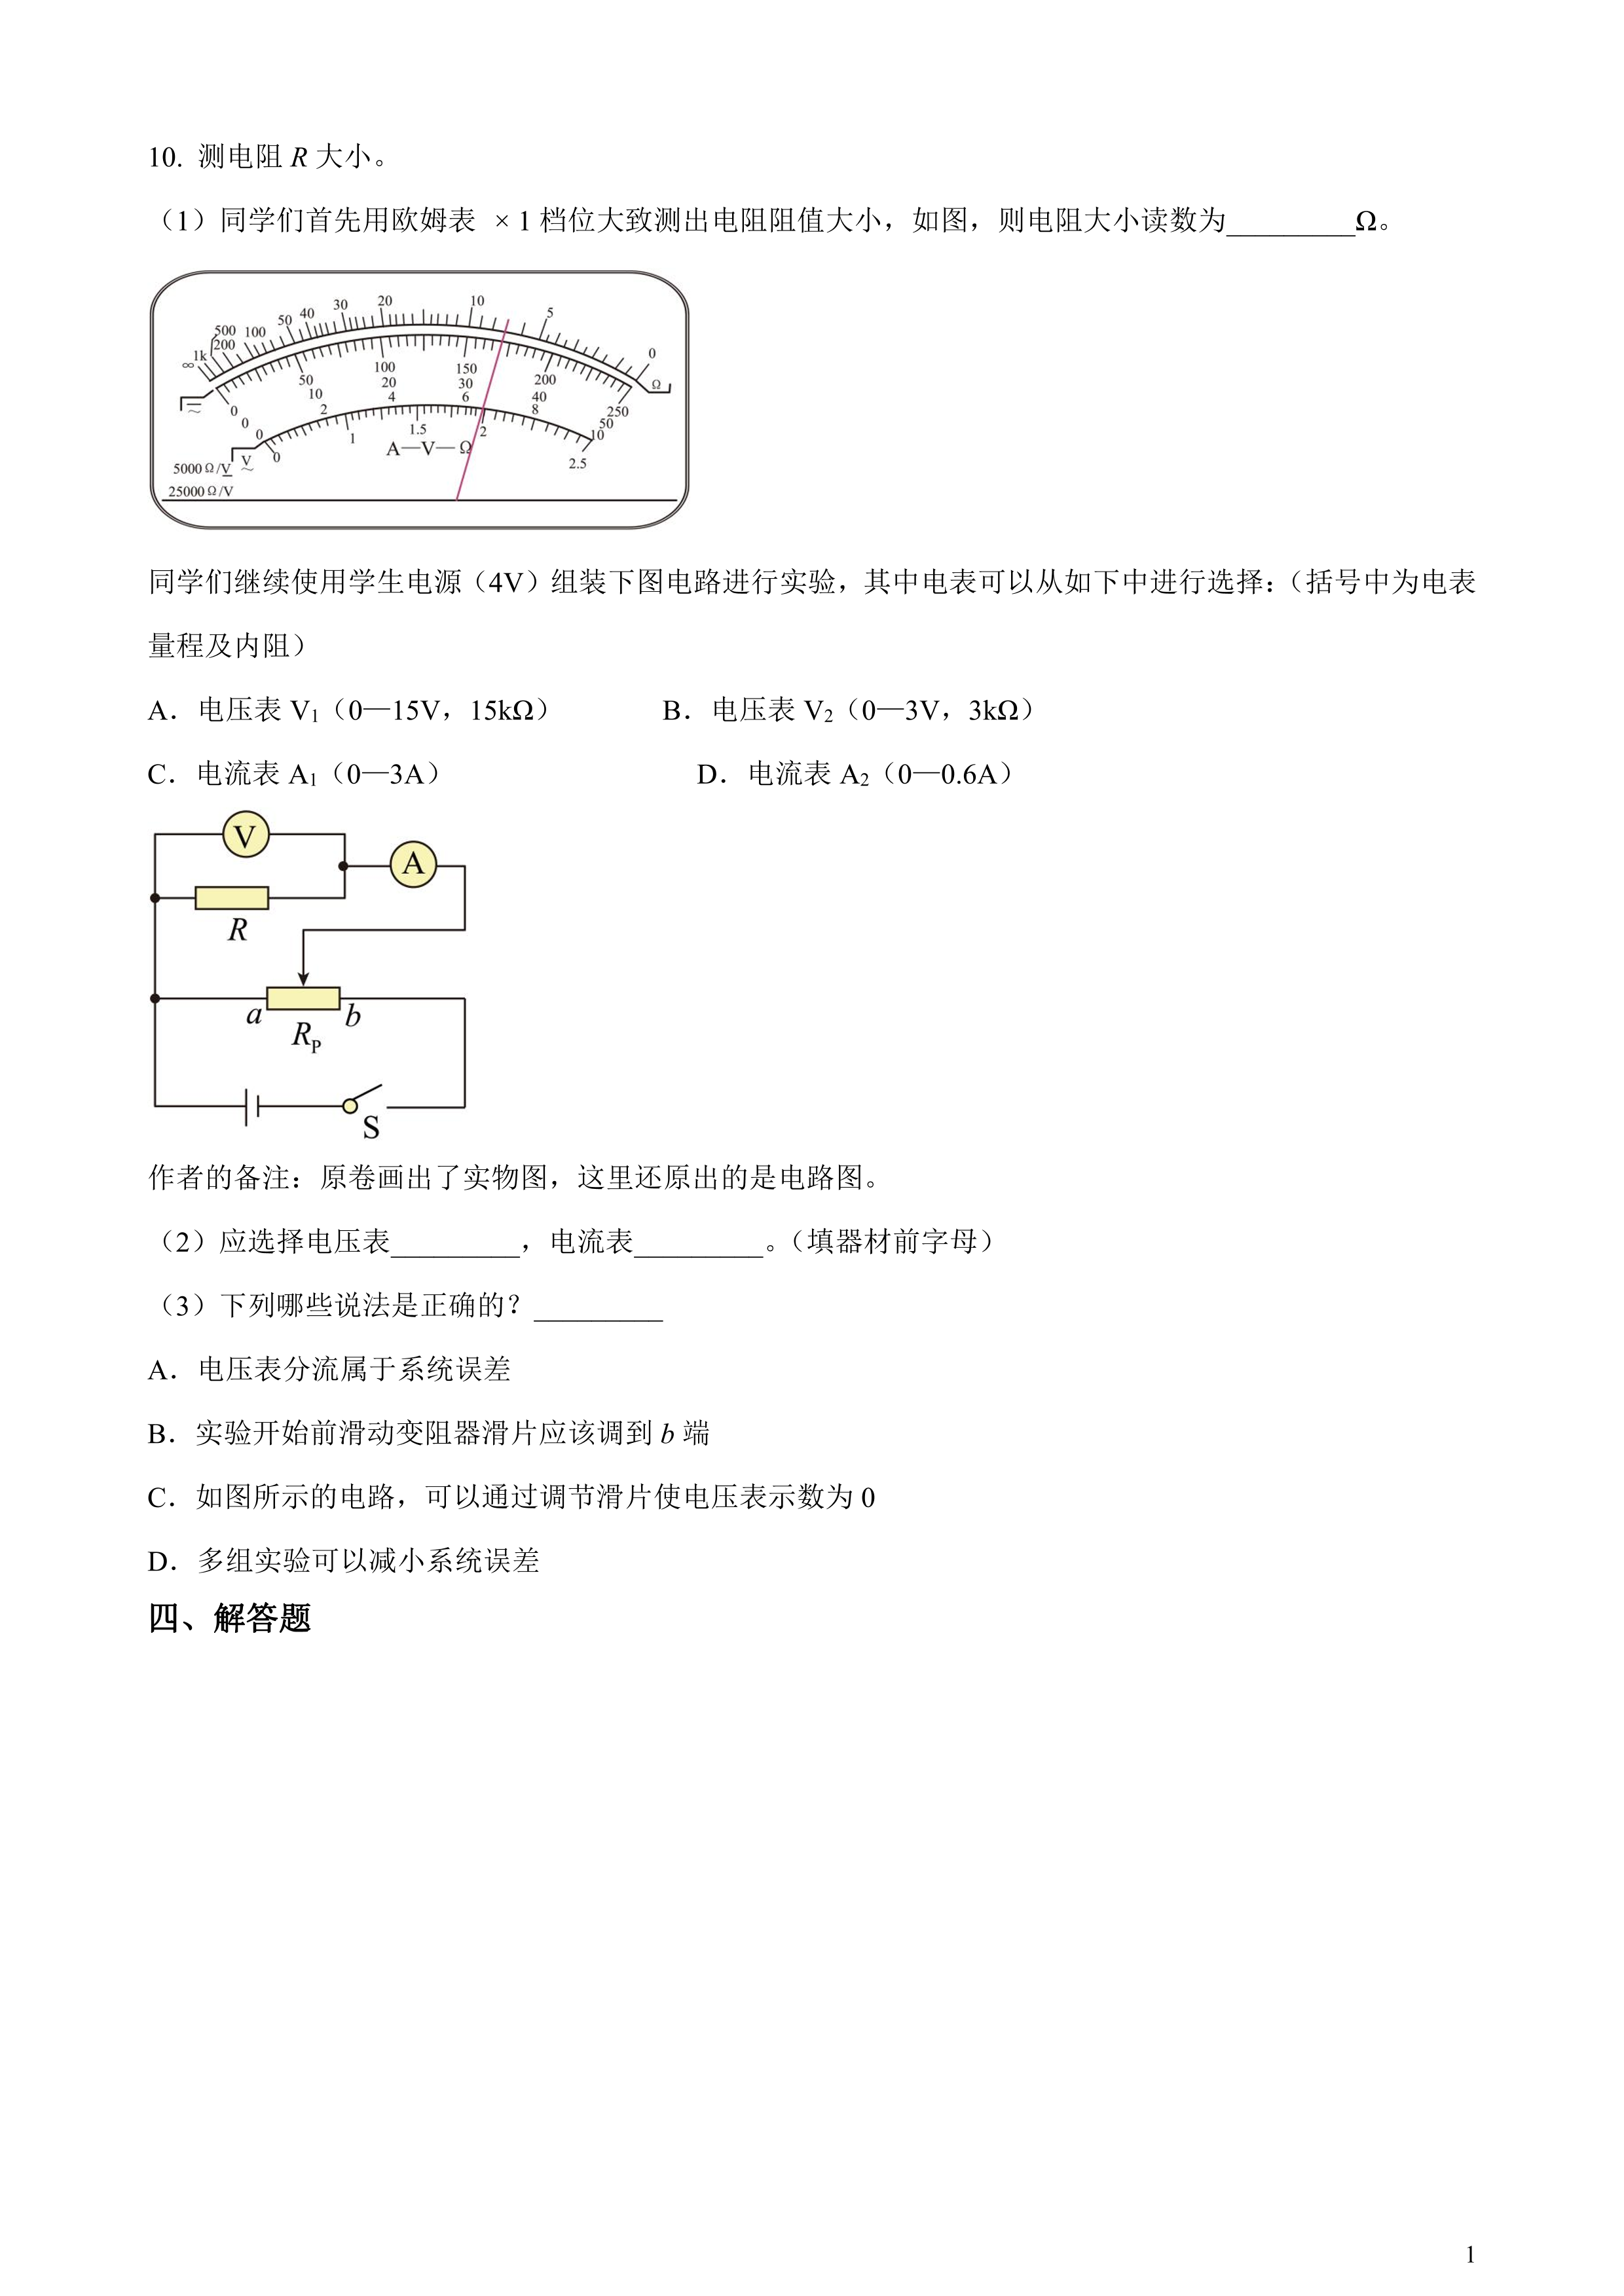 10. 测电阻 R 大小。
（1）同学们首先用欧姆表 × 1 档位大致测出电阻阻值大小，如图，则电阻大小读数为_________Ω。
∞ 1k 500 200 100 50 40 30 20 10 5 0 Ω
0 50 100 150 200 250
0 10 20 30 40 50
0 2 4 6 8 10
0 1 1.5 2 2.5
A—V—Ω
V
5000Ω/V
25000Ω/V
同学们继续使用学生电源（4V）组装下图电路进行实验，其中电表可以从如下中进行选择：（括号中为电表
量程及内阻）
A．电压表 V₁（0—15V，15kΩ） B．电压表 V₂（0—3V，3kΩ）
C．电流表 A₁（0—3A） D．电流表 A₂（0—0.6A）
V
A
R
a b
R_P
S
作者的备注：原卷画出了实物图，这里还原出的是电路图。
（2）应选择电压表_________，电流表_________。（填器材前字母）
（3）下列哪些说法是正确的？_________
A．电压表分流属于系统误差
B．实验开始前滑动变阻器滑片应该调到 b 端
C．如图所示的电路，可以通过调节滑片使电压表示数为 0
D．多组实验可以减小系统误差
四、解答题
1